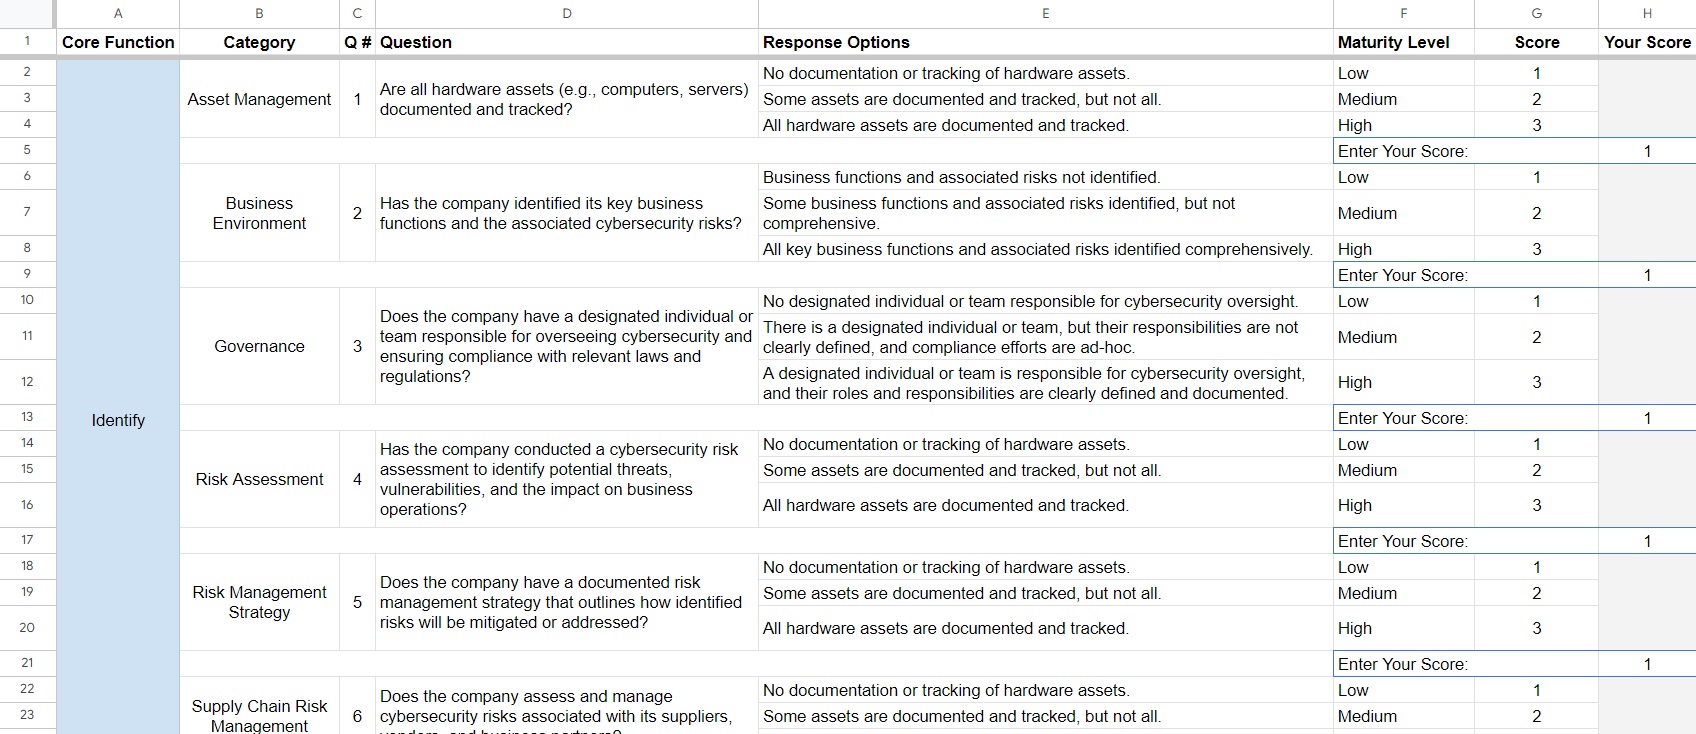 A B C D E F G H
1 Core Function Category Q # Question Response Options Maturity Level Score Your Score
2 No documentation or tracking of hardware assets. Low 1
3 Asset Management 1 Are all hardware assets (e.g., computers, servers) Some assets are documented and tracked, but not all. Medium 2
documented and tracked?
4 All hardware assets are documented and tracked. High 3
5 Enter Your Score: 1
6 Business functions and associated risks not identified. Low 1
7 Business Environment 2 Has the company identified its key business Some business functions and associated risks identified, but not Medium 2
functions and the associated cybersecurity risks? comprehensive.
8 All key business functions and associated risks identified comprehensively. High 3
9 Enter Your Score: 1
10 No designated individual or team responsible for cybersecurity oversight. Low 1
11 Does the company have a designated individual or There is a designated individual or team, but their responsibilities are not Medium 2
Governance 3 team responsible for overseeing cybersecurity and clearly defined, and compliance efforts are ad-hoc.
ensuring compliance with relevant laws and
12 regulations? A designated individual or team is responsible for cybersecurity oversight, High 3
and their roles and responsibilities are clearly defined and documented.
13 Identify Enter Your Score: 1
14 Has the company conducted a cybersecurity risk No documentation or tracking of hardware assets. Low 1
15 Risk Assessment 4 assessment to identify potential threats, Some assets are documented and tracked, but not all. Medium 2
vulnerabilities, and the impact on business
16 operations? All hardware assets are documented and tracked. High 3
17 Enter Your Score: 1
18 Does the company have a documented risk No documentation or tracking of hardware assets. Low 1
19 Risk Management Strategy 5 management strategy that outlines how identified Some assets are documented and tracked, but not all. Medium 2
20 risks will be mitigated or addressed? All hardware assets are documented and tracked. High 3
21 Enter Your Score: 1
22 Does the company assess and manage No documentation or tracking of hardware assets. Low 1
23 Supply Chain Risk Management 6 cybersecurity risks associated with its suppliers, Some assets are documented and tracked, but not all. Medium 2